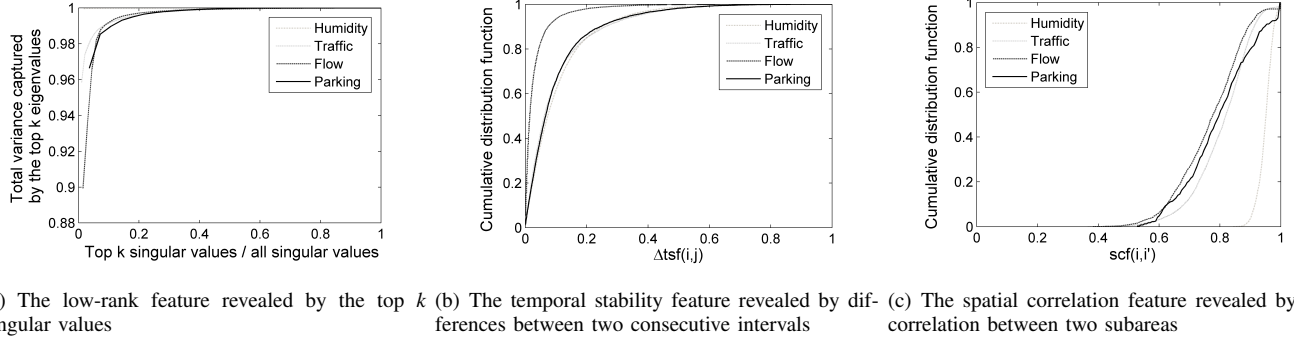 Total variance captured
by the top k eigenvalues
1
0.98
0.96
0.94
0.92
0.9
0.88
0 0.2 0.4 0.6 0.8 1
Top k singular values / all singular values
Humidity
Traffic
Flow
Parking
Cumulative distribution function
1
0.8
0.6
0.4
0.2
0
0 0.2 0.4 0.6 0.8 1
Δtsf(i,j)
Humidity
Traffic
Flow
Parking
Cumulative distribution function
1
0.8
0.6
0.4
0.2
0
0 0.2 0.4 0.6 0.8 1
scf(i,i')
Humidity
Traffic
Flow
Parking
) The low-rank feature revealed by the top k
ngular values
(b) The temporal stability feature revealed by dif-
ferences between two consecutive intervals
(c) The spatial correlation feature revealed by
correlation between two subareas